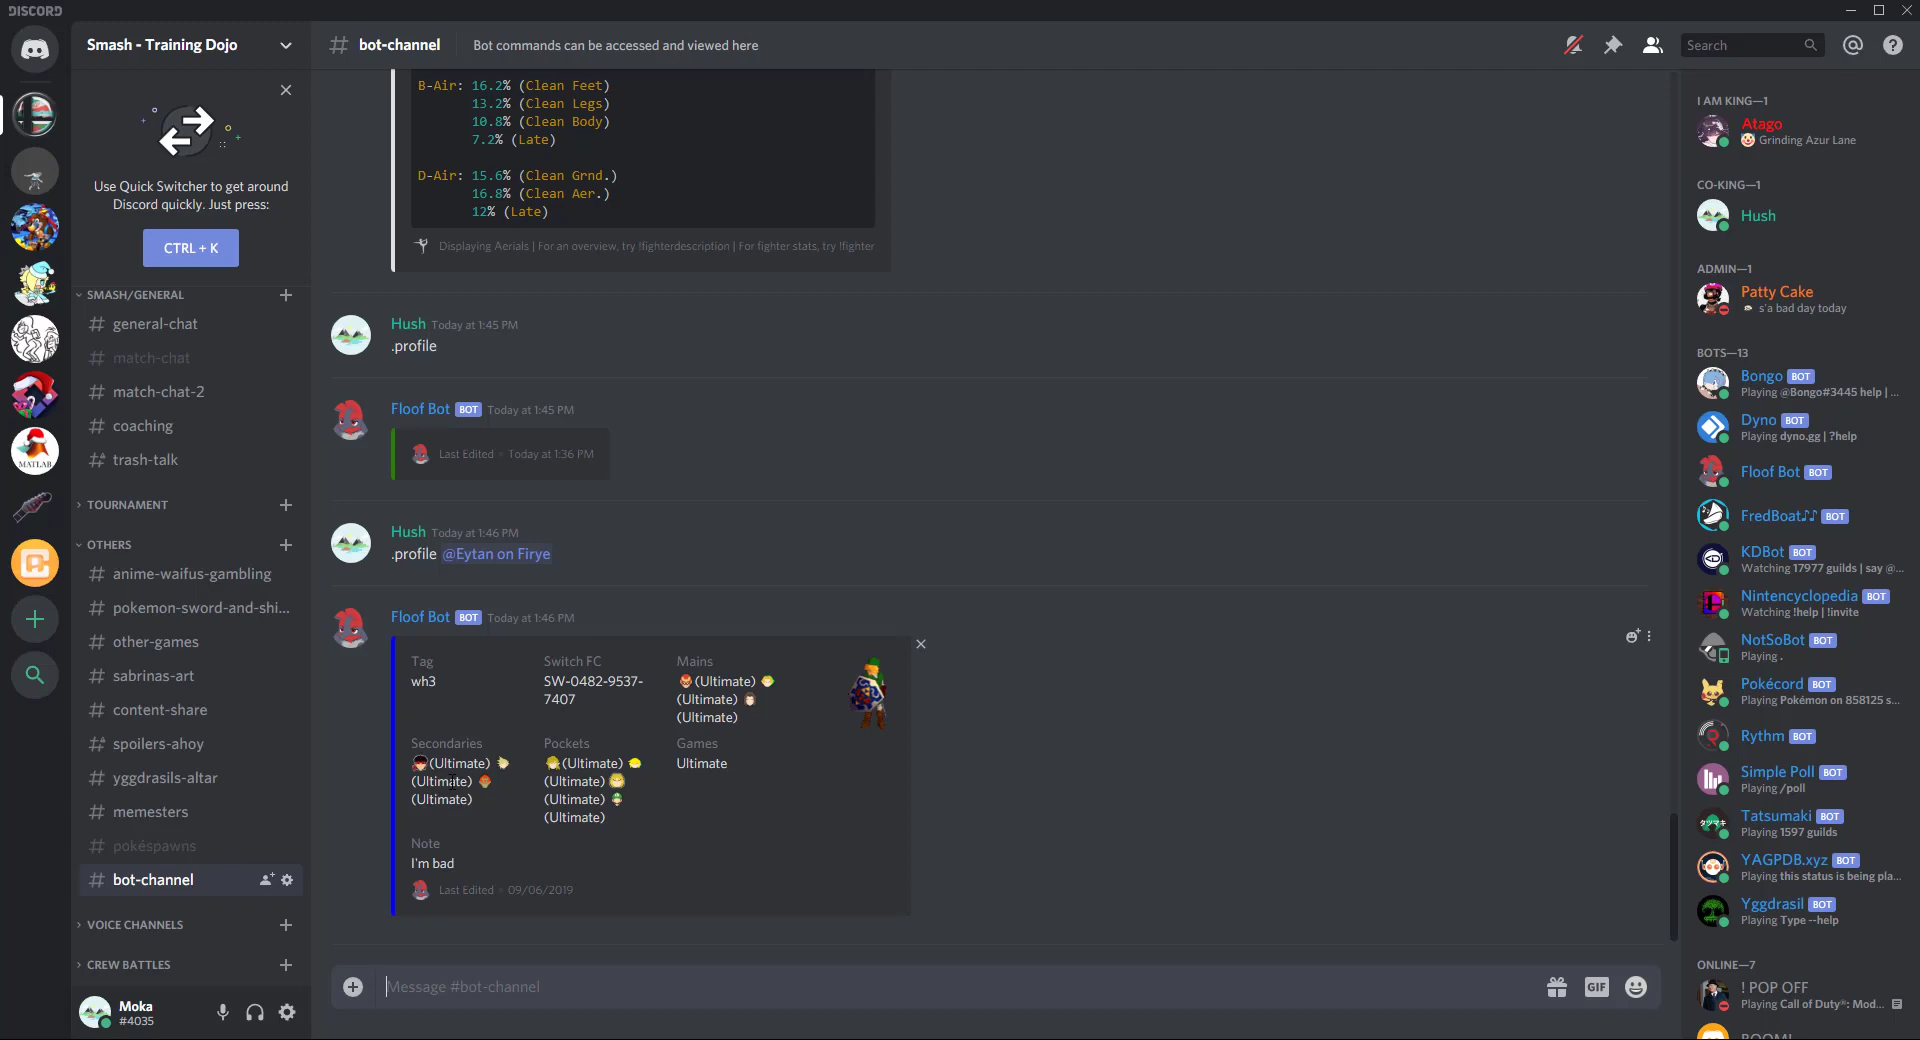 DISCORD
Smash - Training Dojo
Use Quick Switcher to get around
Discord quickly. Just press:
CTRL + K
SMASH/GENERAL
general-chat
match-chat
match-chat-2
coaching
trash-talk
TOURNAMENT
OTHERS
anime-waifus-gambling
pokemon-sword-and-shi...
other-games
sabrinas-art
content-share
spoilers-ahoy
yggdrasils-altar
memesters
pokéspawns
bot-channel
VOICE CHANNELS
CREW BATTLES
Moka
#4035
MATLAB
bot-channel
Bot commands can be accessed and viewed here
Search
B-Air: 16.2% (Clean Feet)
13.2% (Clean Legs)
10.8% (Clean Body)
7.2% (Late)
D-Air: 15.6% (Clean Grnd.)
16.8% (Clean Aer.)
12% (Late)
Displaying Aerials | For an overview, try !fighterdescription | For fighter stats, try !fighter
Hush Today at 1:45 PM
.profile
Floof Bot BOT Today at 1:45 PM
Last Edited • Today at 1:36 PM
Hush Today at 1:46 PM
.profile @Eytan on Firye
Floof Bot BOT Today at 1:46 PM
Tag
wh3
Switch FC
SW-0482-9537-
7407
Mains
(Ultimate)
(Ultimate)
(Ultimate)
Secondaries
(Ultimate)
(Ultimate)
(Ultimate)
Pockets
(Ultimate)
(Ultimate)
(Ultimate)
(Ultimate)
Games
Ultimate
Note
I'm bad
Last Edited • 09/06/2019
Message #bot-channel
GIF
I AM KING—1
Atago
Grinding Azur Lane
CO-KING—1
Hush
ADMIN—1
Patty Cake
s'a bad day today
BOTS—13
Bongo BOT
Playing @Bongo#3445 help | ...
Dyno BOT
Playing dyno.gg | ?help
Floof Bot BOT
FredBoat♪♪ BOT
KDBot BOT
Watching 17977 guilds | say @...
Nintencyclopedia BOT
Watching !help | !invite
NotSoBot BOT
Playing .
Pokécord BOT
Playing Pokémon on 858125 s...
Rythm BOT
Simple Poll BOT
Playing /poll
Tatsumaki BOT
Playing 1597 guilds
YAGPDB.xyz BOT
Playing this status is being pla...
Yggdrasil BOT
Playing Type --help
ONLINE—7
! POP OFF
Playing Call of Duty®: Mod...